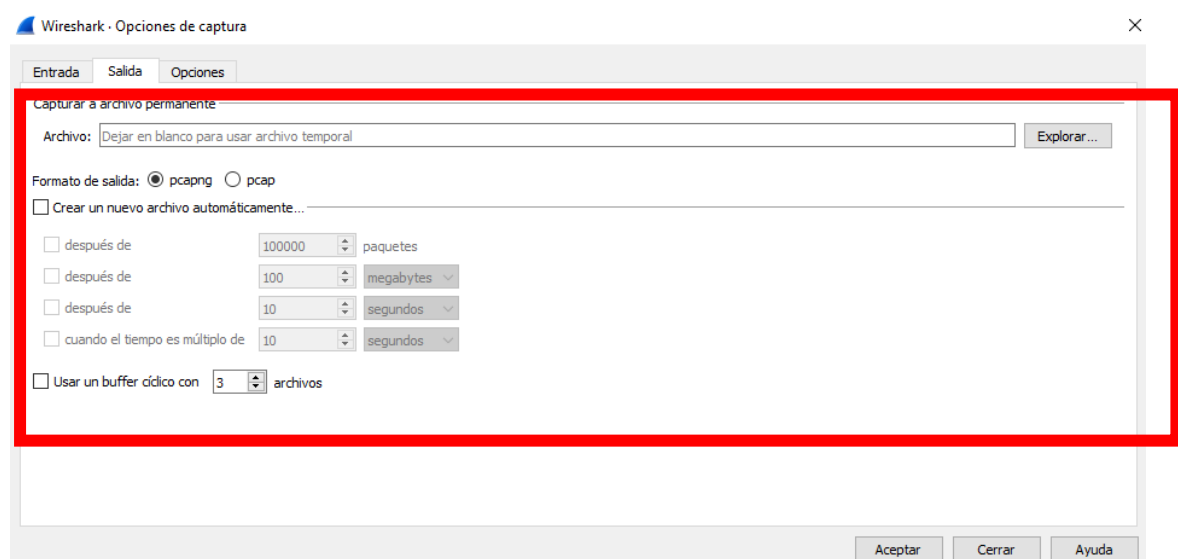 Wireshark · Opciones de captura
Entrada Salida Opciones
Capturar a archivo permanente
Archivo: Dejar en blanco para usar archivo temporal Explorar...
Formato de salida: pcapng pcap
Crear un nuevo archivo automáticamente...
después de 100000 paquetes
después de 100 megabytes
después de 10 segundos
cuando el tiempo es múltiplo de 10 segundos
Usar un buffer cíclico con 3 archivos
Aceptar Cerrar Ayuda